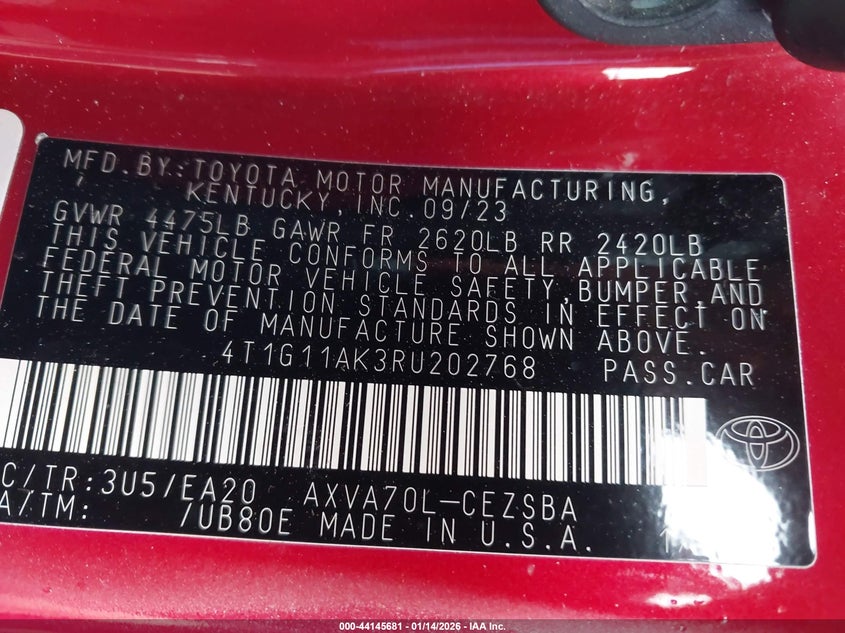 MFD.BY:TOYOTA MOTOR MANUFACTURING,
KENTUCKY, INC. 09/23
GVWR 4475LB GAWR FR 2620LB RR 2420LB
THIS VEHICLE CONFORMS TO ALL APPLICABLE
FEDERAL MOTOR VEHICLE SAFETY,BUMPER,AND
THEFT PREVENTION STANDARDS IN EFFECT ON
THE DATE OF MANUFACTURE SHOWN ABOVE.
4T1G11AK3RU202768 PASS.CAR
C/TR:3U5/EA20 AXVA70L-CEZSBA
A/TM: /UB80E MADE IN U.S.A.
000-44145681 - 01/14/2026 - IAA Inc.